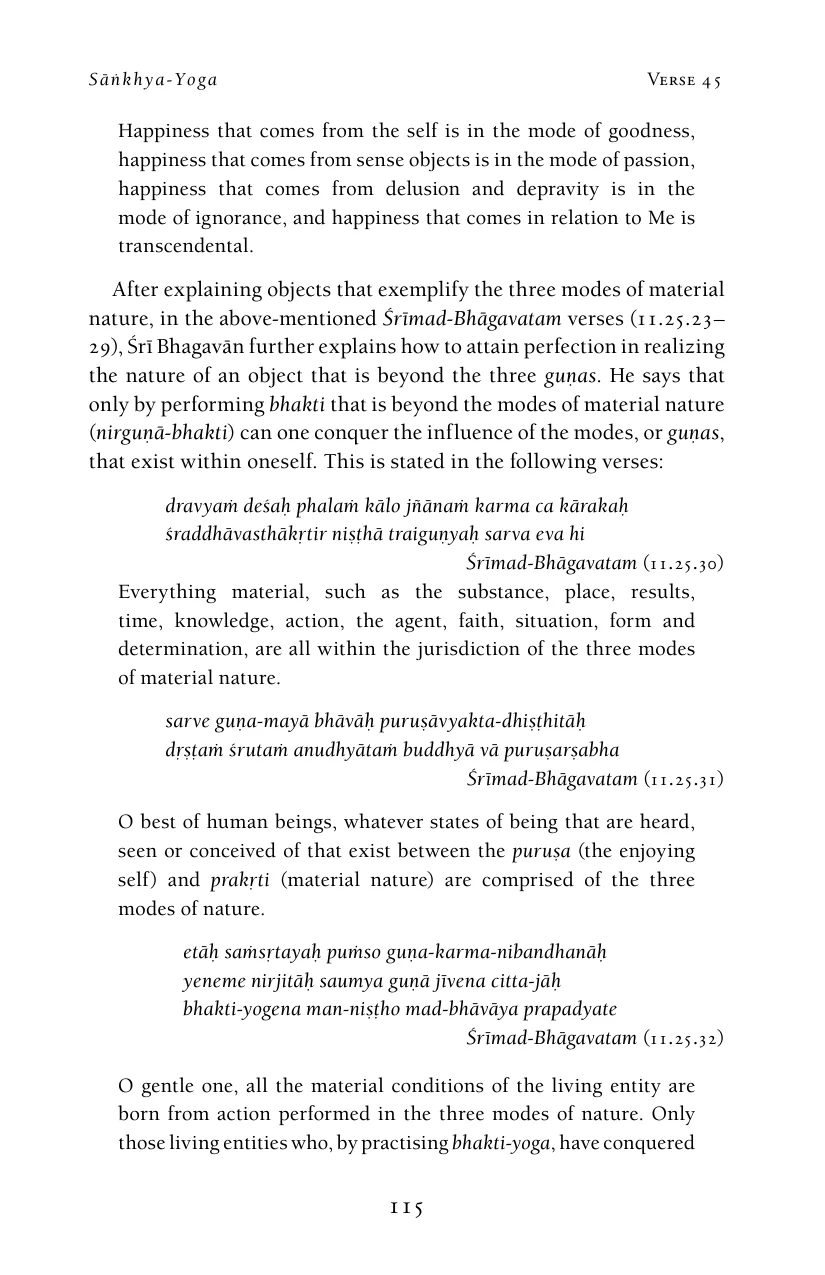 Sāṅkhya-Yoga Verse 45
Happiness that comes from the self is in the mode of goodness,
happiness that comes from sense objects is in the mode of passion,
happiness that comes from delusion and depravity is in the
mode of ignorance, and happiness that comes in relation to Me is
transcendental.
After explaining objects that exemplify the three modes of material
nature, in the above-mentioned Śrīmad-Bhāgavatam verses (11.25.23–
29), Śrī Bhagavān further explains how to attain perfection in realizing
the nature of an object that is beyond the three guṇas. He says that
only by performing bhakti that is beyond the modes of material nature
(nirguṇā-bhakti) can one conquer the influence of the modes, or guṇas,
that exist within oneself. This is stated in the following verses:
dravyaṁ deśaḥ phalaṁ kālo jñānaṁ karma ca kārakaḥ
śraddhāvasthākṛtir niṣṭhā traiguṇyaḥ sarva eva hi
Śrīmad-Bhāgavatam (11.25.30)
Everything material, such as the substance, place, results,
time, knowledge, action, the agent, faith, situation, form and
determination, are all within the jurisdiction of the three modes
of material nature.
sarve guṇa-mayā bhāvāḥ puruṣāvyakta-dhiṣṭhitāḥ
dṛṣṭaṁ śrutaṁ anudhyātaṁ buddhyā vā puruṣarṣabha
Śrīmad-Bhāgavatam (11.25.31)
O best of human beings, whatever states of being that are heard,
seen or conceived of that exist between the puruṣa (the enjoying
self) and prakṛti (material nature) are comprised of the three
modes of nature.
etāḥ saṁsṛtayaḥ puṁso guṇa-karma-nibandhanāḥ
yeneme nirjitāḥ saumya guṇā jīvena citta-jāḥ
bhakti-yogena man-niṣṭho mad-bhāvāya prapadyate
Śrīmad-Bhāgavatam (11.25.32)
O gentle one, all the material conditions of the living entity are
born from action performed in the three modes of nature. Only
those living entities who, by practising bhakti-yoga, have conquered
115